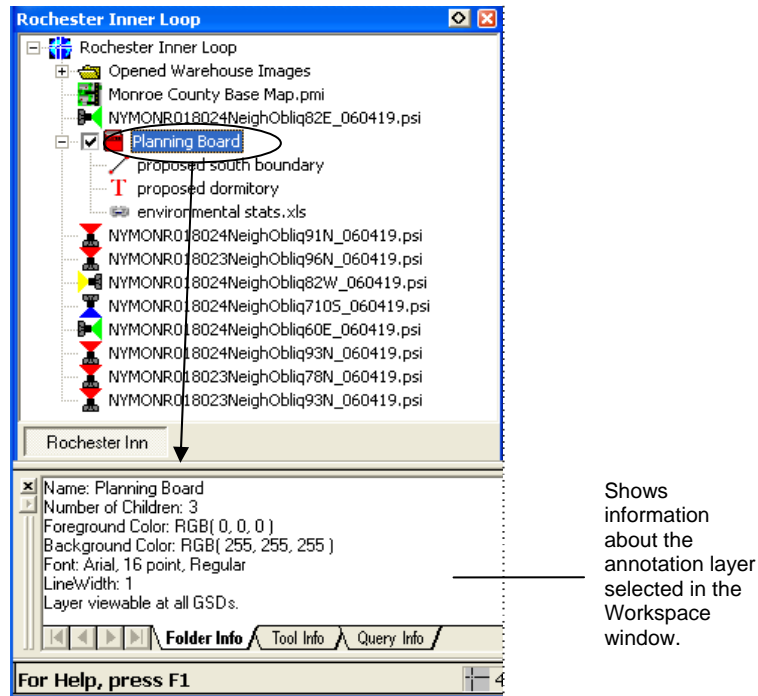 Rochester Inner Loop
Rochester Inner Loop
Opened Warehouse Images
Monroe County Base Map.pmi
NYMONR018024NeighObliq82E_060419.psi
Planning Board
proposed south boundary
T proposed dormitory
environmental stats.xls
NYMONR018024NeighObliq91N_060419.psi
NYMONR018023NeighObliq96N_060419.psi
NYMONR018024NeighObliq82W_060419.psi
NYMONR018024NeighObliq710S_060419.psi
NYMONR018024NeighObliq60E_060419.psi
NYMONR018024NeighObliq93N_060419.psi
NYMONR018023NeighObliq78N_060419.psi
NYMONR018023NeighObliq93N_060419.psi
Rochester Inn
Name: Planning Board
Number of Children: 3
Foreground Color: RGB( 0, 0, 0 )
Background Color: RGB( 255, 255, 255 )
Font: Arial, 16 point, Regular
LineWidth: 1
Layer viewable at all GSDs.
Folder Info Tool Info Query Info
For Help, press F1 4
Shows
information
about the
annotation layer
selected in the
Workspace
window.